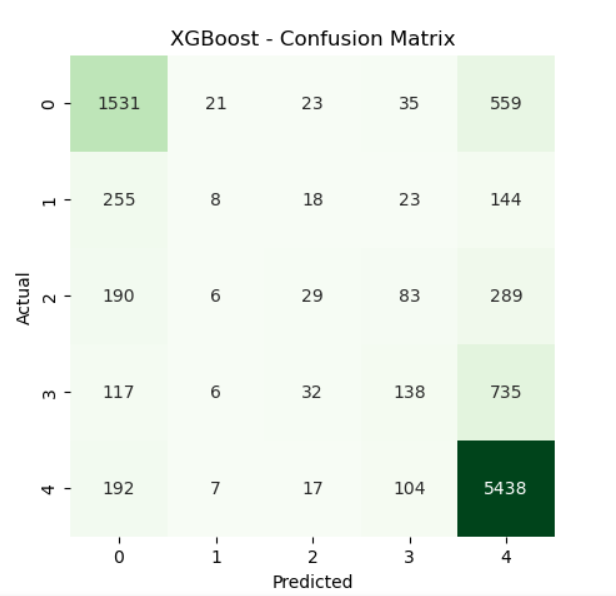 XGBoost - Confusion Matrix
0 1531 21 23 35 559
1 255 8 18 23 144
2 190 6 29 83 289
3 117 6 32 138 735
4 192 7 17 104 5438
0 1 2 3 4
Actual
Predicted